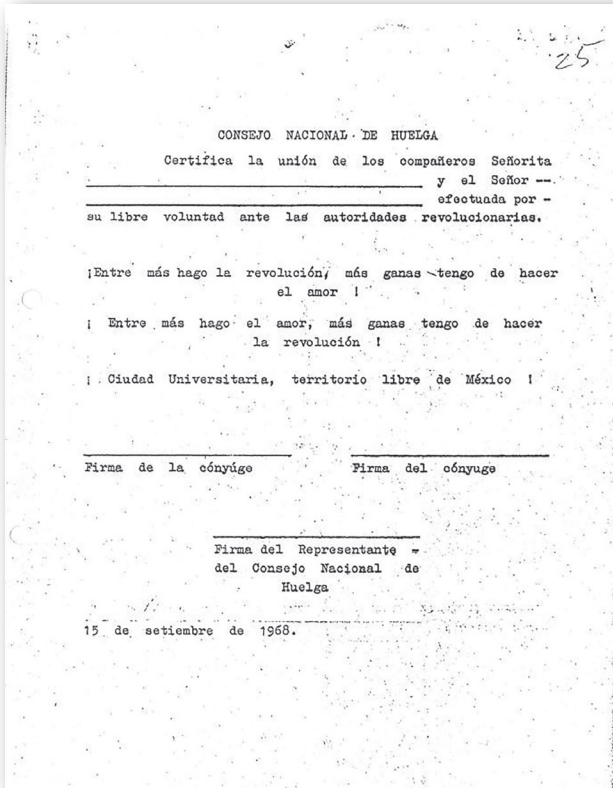 25
CONSEJO NACIONAL DE HUELGA
Certifica la unión de los compañeros Señorita
y el Señor --.
efectuada por -
su libre voluntad ante las autoridades revolucionarias.
¡Entre más hago la revolución, más ganas tengo de hacer
el amor !
¡ Entre más hago el amor, más ganas tengo de hacer
la revolución !
¡ Ciudad Universitaria, territorio libre de México !
Firma de la cónyúge
Firma del cónyuge
Firma del Representante -
del Consejo Nacional de
Huelga
15 de setiembre de 1968.